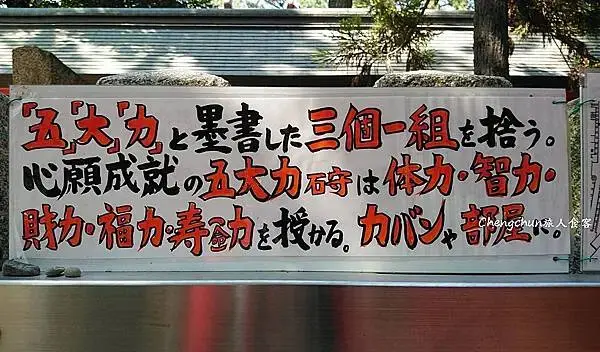 「五」「大」「力」と墨書した三個一組を拾う。
心願成就の五大力石守は体力・智力・
財力・福力・寿(命)力を授かる。カバンや部屋に。
Chengchun旅人食客